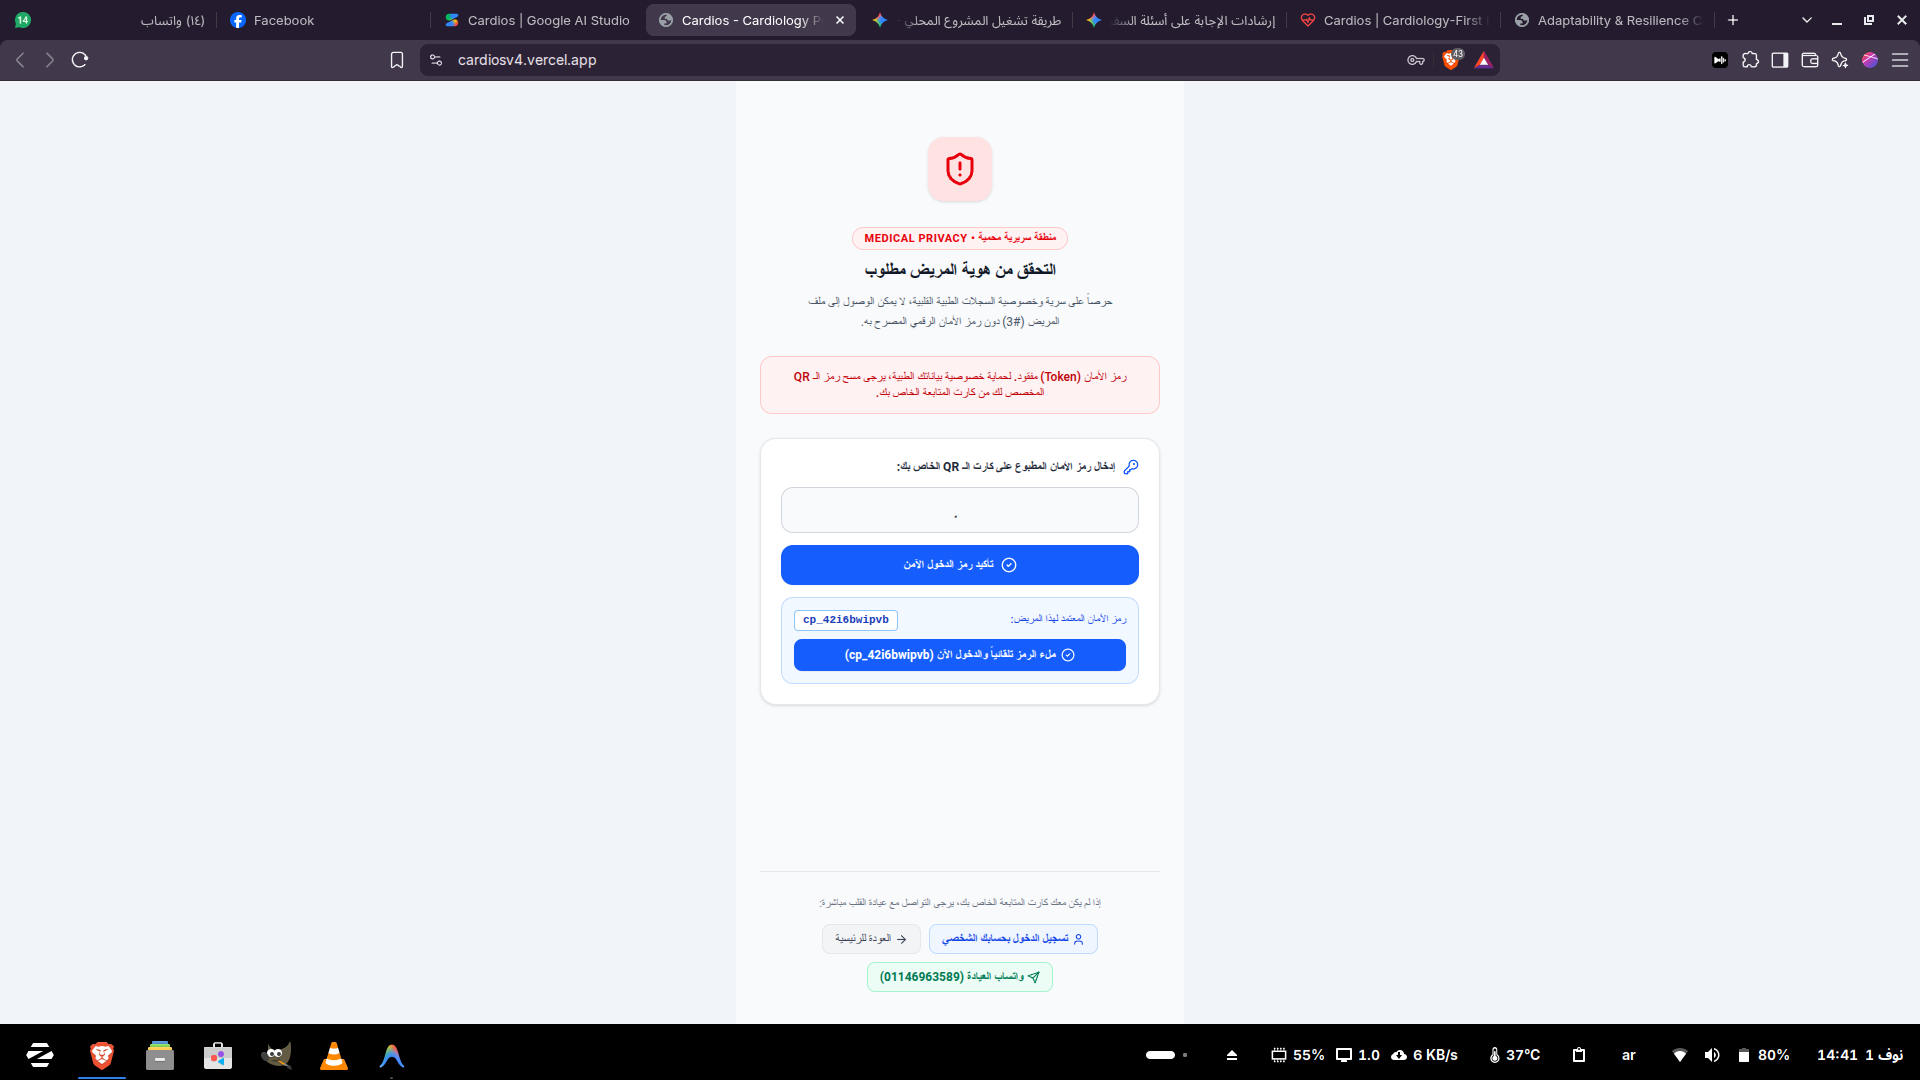 14
(١٤) واتساب
Facebook
Cardios | Google AI Studio
Cardios - Cardiology P
طريقة تشغيل المشروع المحلي -
إرشادات الإجابة على أسئلة السف
Cardios | Cardiology-First
Adaptability & Resilience C
cardiosv4.vercel.app
43
منطقة سريرية محمية • MEDICAL PRIVACY
التحقق من هوية المريض مطلوب
حرصاً على سرية وخصوصية السجلات الطبية القلبية، لا يمكن الوصول إلى ملف
المريض (#3) دون رمز الأمان الرقمي المصرح به.
رمز الأمان (Token) مفقود. لحماية خصوصية بياناتك الطبية، يرجى مسح رمز الـ QR
المخصص لك من كارت المتابعة الخاص بك.
إدخال رمز الأمان المطبوع على كارت الـ QR الخاص بك:
.
تأكيد رمز الدخول الآمن
رمز الأمان المعتمد لهذا المريض:
cp_42i6bwipvb
ملء الرمز تلقائياً والدخول الآن (cp_42i6bwipvb)
إذا لم يكن معك كارت المتابعة الخاص بك، يرجى التواصل مع عيادة القلب مباشرة:
تسجيل الدخول بحسابك الشخصي
العودة للرئيسية
واتساب العيادة (01146963589)
55%
1.0
6 KB/s
37°C
ar
80%
14:41 نوف 1